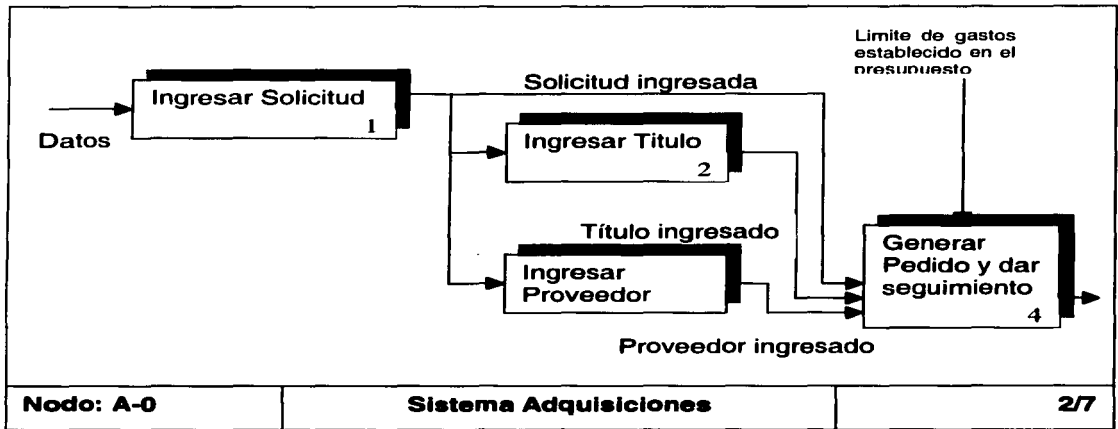 Limite de gastos
establecido en el
presupuesto
Ingresar Solicitud
1
Datos
Solicitud ingresada
Ingresar Titulo
2
Título ingresado
Ingresar
Proveedor
Generar
Pedido y dar
seguimiento
4
Proveedor ingresado
Nodo: A-0
Sistema Adquisiciones
2/7